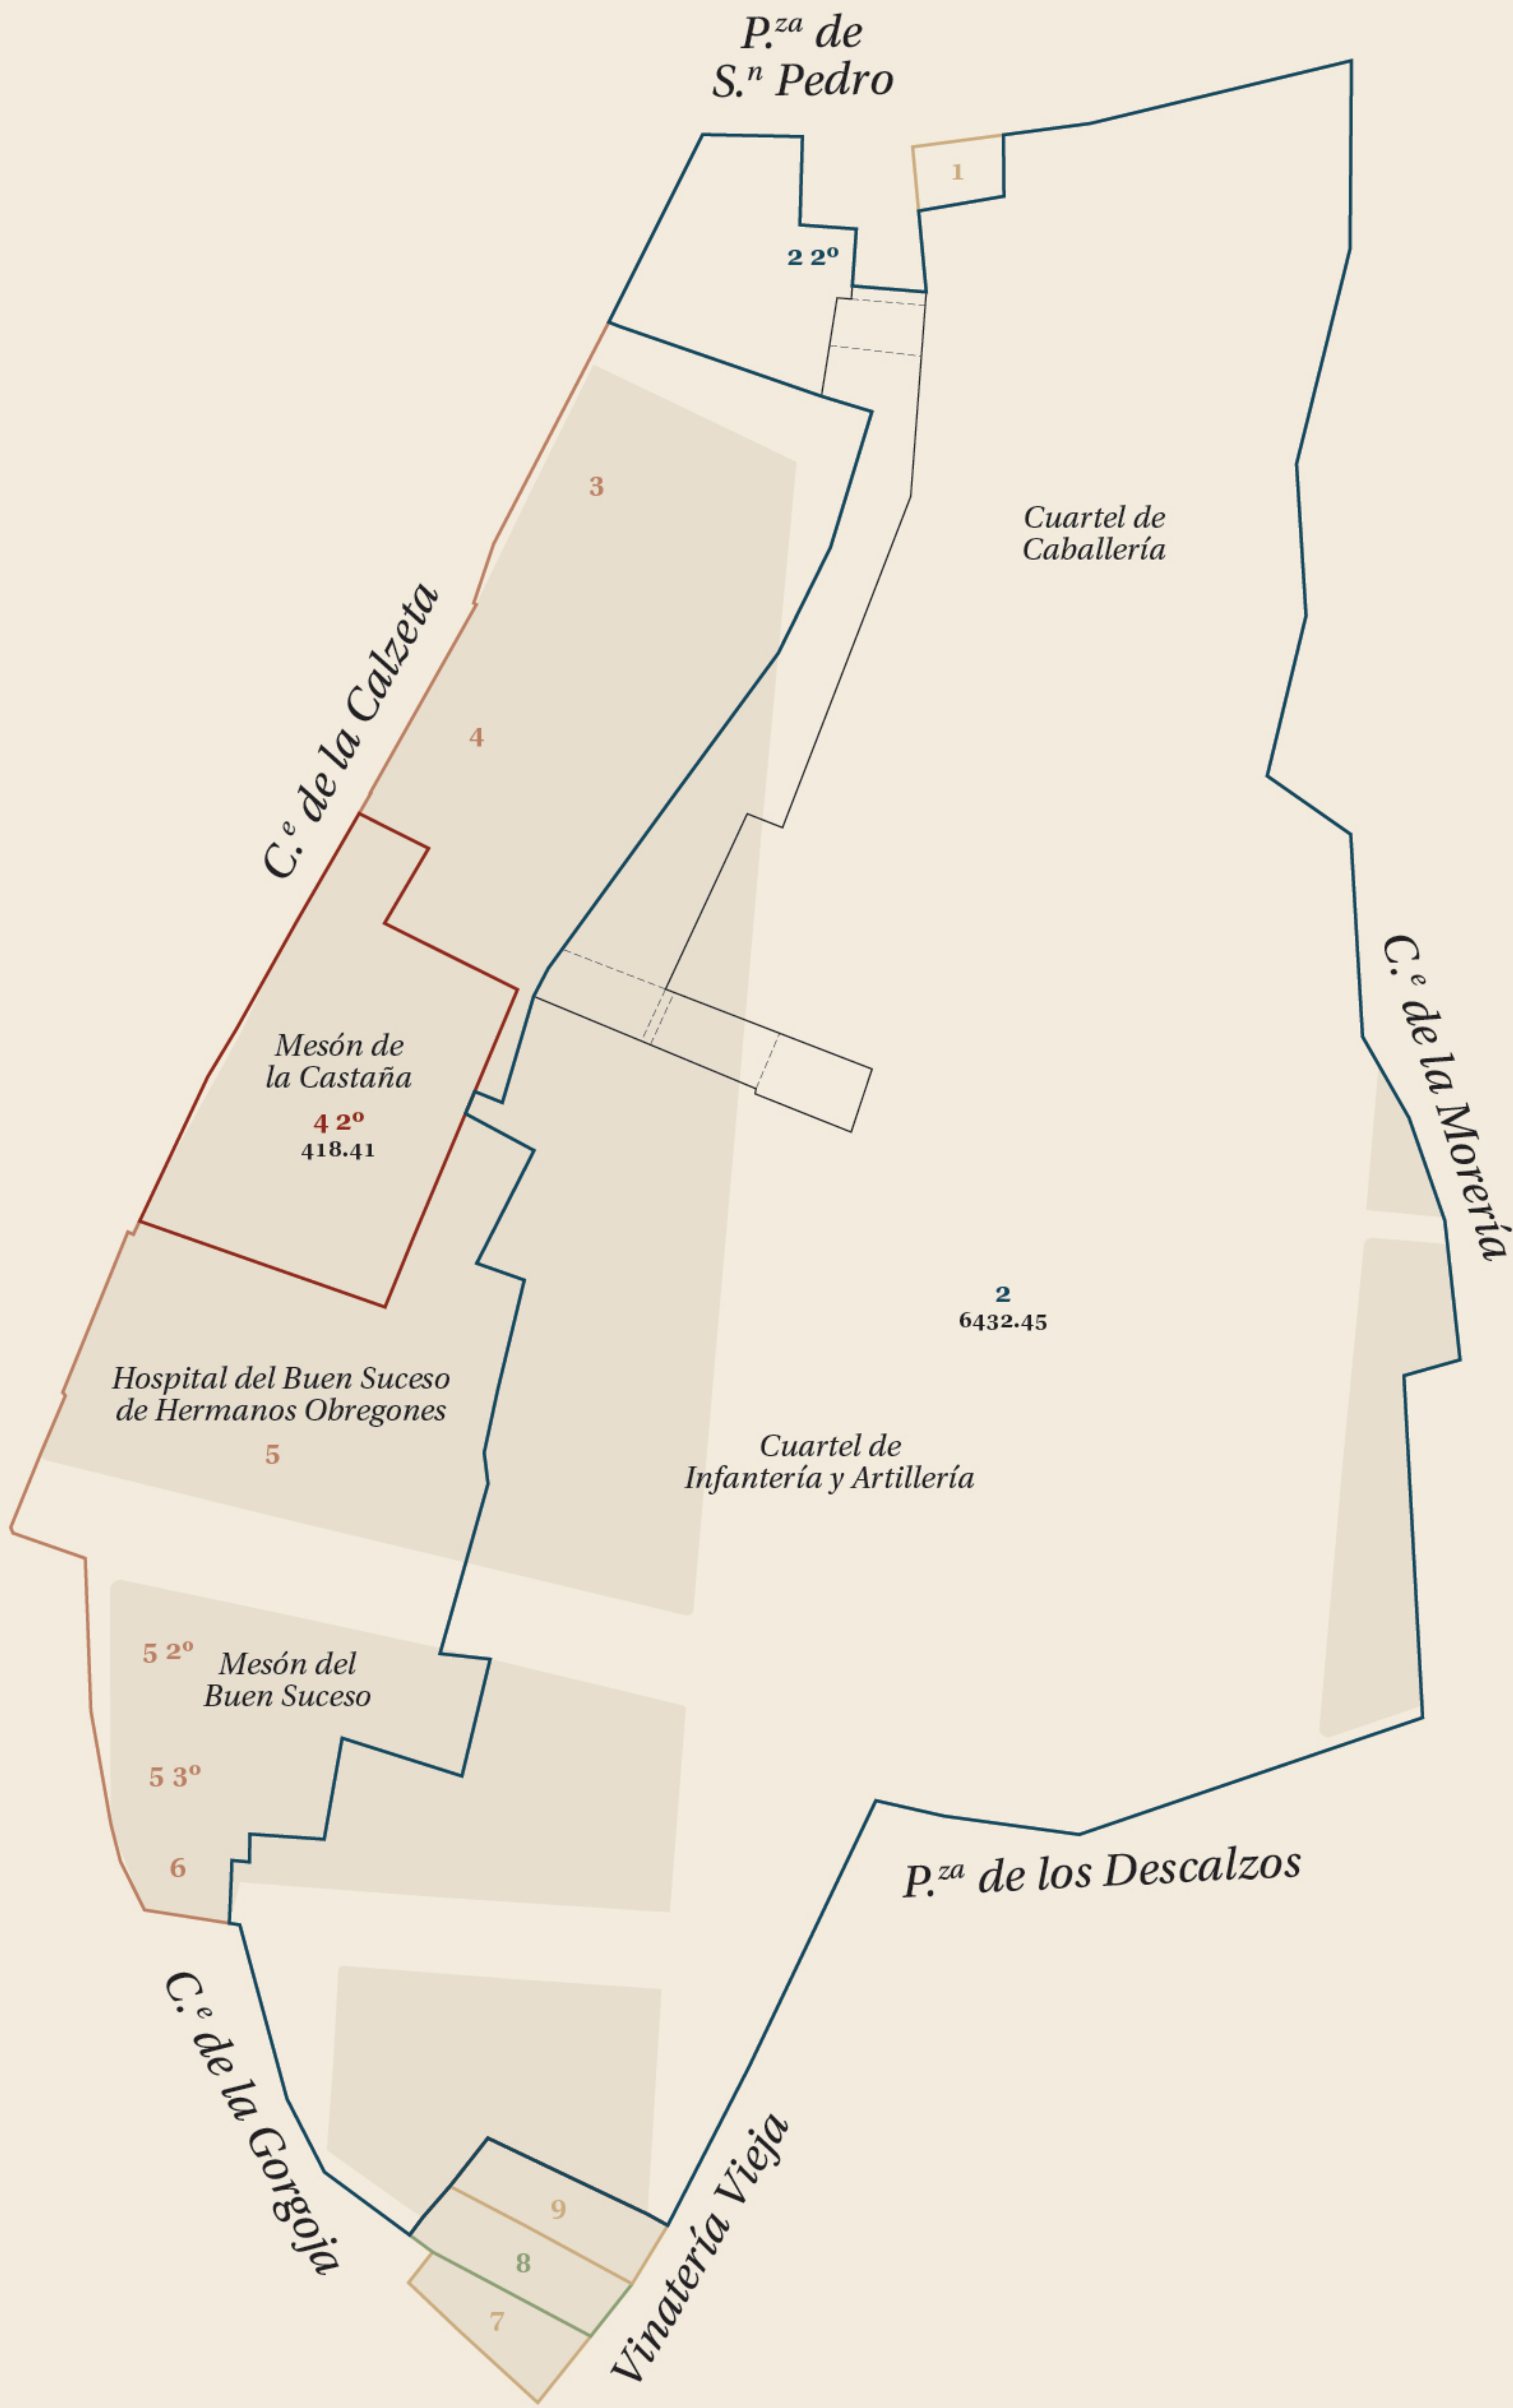 P.ᶻᵃ de
S.ⁿ Pedro
1
2 2º
3
Cuartel de
Caballería
C.ᵉ de la Calzeta
4
C.ᵉ de la Morería
Mesón de
la Castaña
4 2º
418.41
2
6432.45
Hospital del Buen Suceso
de Hermanos Obregones
5
Cuartel de
Infantería y Artillería
5 2º
Mesón del
Buen Suceso
5 3º
6
P.ᶻᵃ de los Descalzos
C.ᵉ de la Gorgoja
Vinatería Vieja
9
8
7